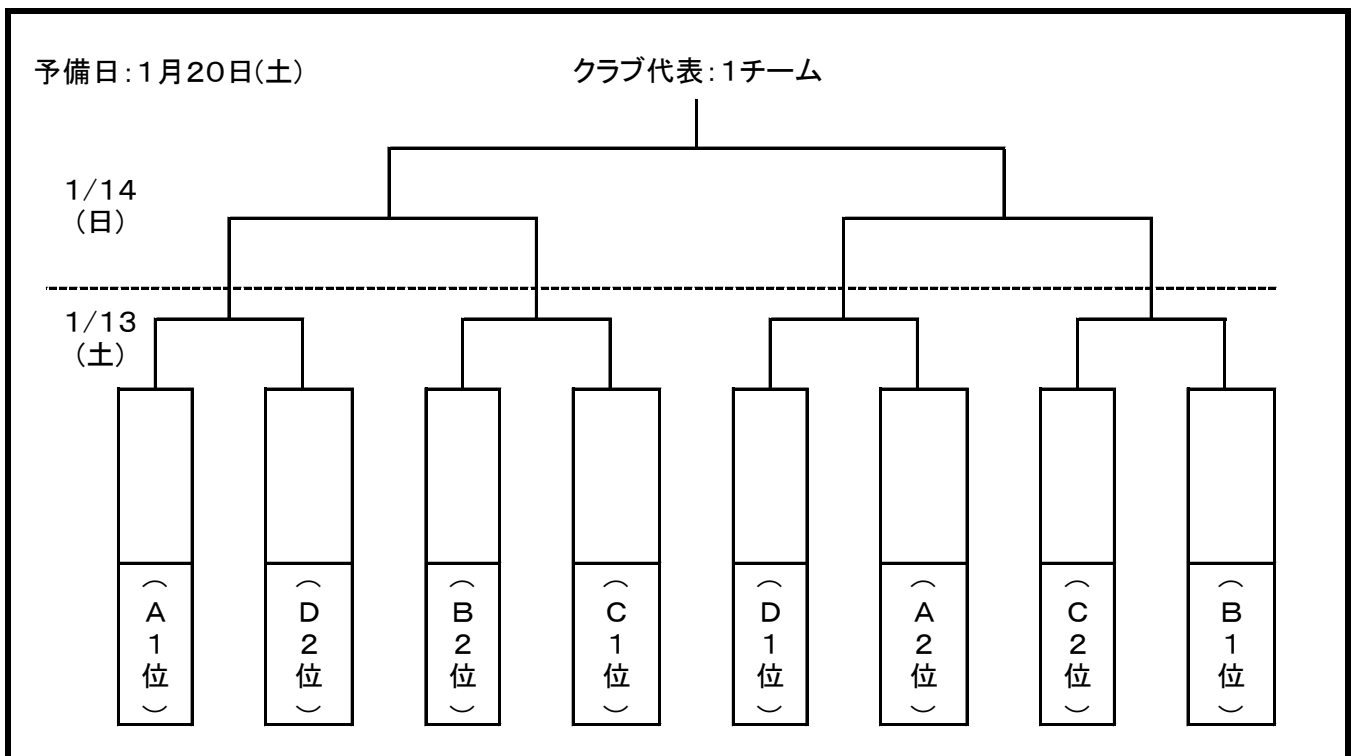 予備日:1月20日(土)
クラブ代表:1チーム
1/14
(日)
1/13
(土)
(A1位)
(D2位)
(B2位)
(C1位)
(D1位)
(A2位)
(C2位)
(B1位)